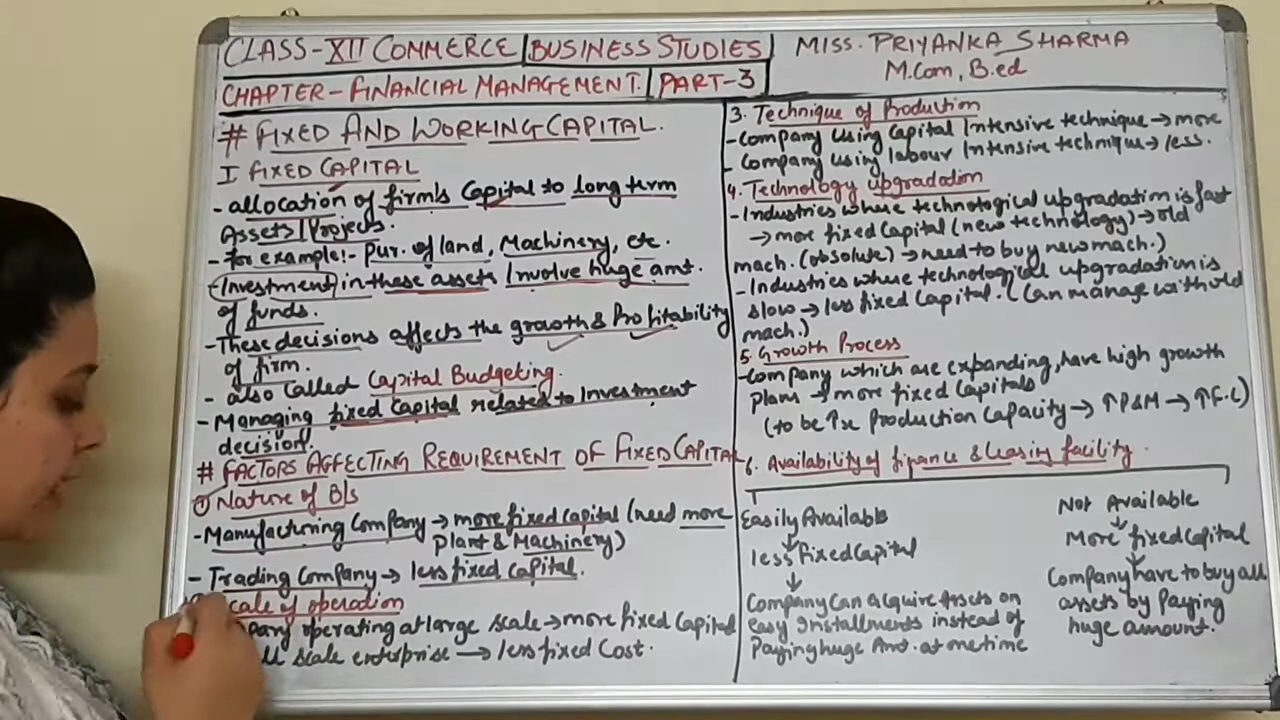 CLASS-XII COMMERCE BUSINESS STUDIES
MISS. PRIYANKA SHARMA
M.Com, B.ed
CHAPTER-FINANCIAL MANAGEMENT. PART-3
# FIXED AND WORKING CAPITAL.
I FIXED CAPITAL
- allocation of firm's Capital to long term
Assets/Projects.
- for example:- Pur. of land, Machinery, etc.
- Investment in these assets involve huge amt.
of funds.
- These decisions affects the growth & Profitability
of firm.
- also called Capital Budgeting.
- Managing fixed Capital related to Investment
decision.
# FACTORS AFFECTING REQUIREMENT OF FIXED CAPITAL
① Nature of B/s
- Manufacturing Company → more fixed capital (need more
Plant & Machinery)
- Trading Company → less fixed capital.
cale of operation
pany operating at large scale → more fixed Capital
scale enterprise → less fixed Cost.
3. Technique of Production
- Company using Capital Intensive technique → more
- Company using labour Intensive technique → less.
4. Technology upgradation
- Industries where technological upgradation is fast
→ more fixed capital (new technology) → old
mach. (obsolute) → need to buy new mach.)
- Industries whose technological upgradation is
slow → less fixed Capital. (Can manage with old
mach.)
5. Growth Process
- Company which are expanding, have high growth
plans → more fixed Capitals
(to be ↑se Production Capacity → ↑P&M → ↑F.C)
6. Availability of finance & leasing facility.
Easily Available
↓
less fixed Capital
↓
Company Can acquire Assets on
easy Installments instead of
Paying huge Amt. at one time
Not Available
↓
More fixed Capital
↓
Company have to buy all
assets by Paying
huge amount.